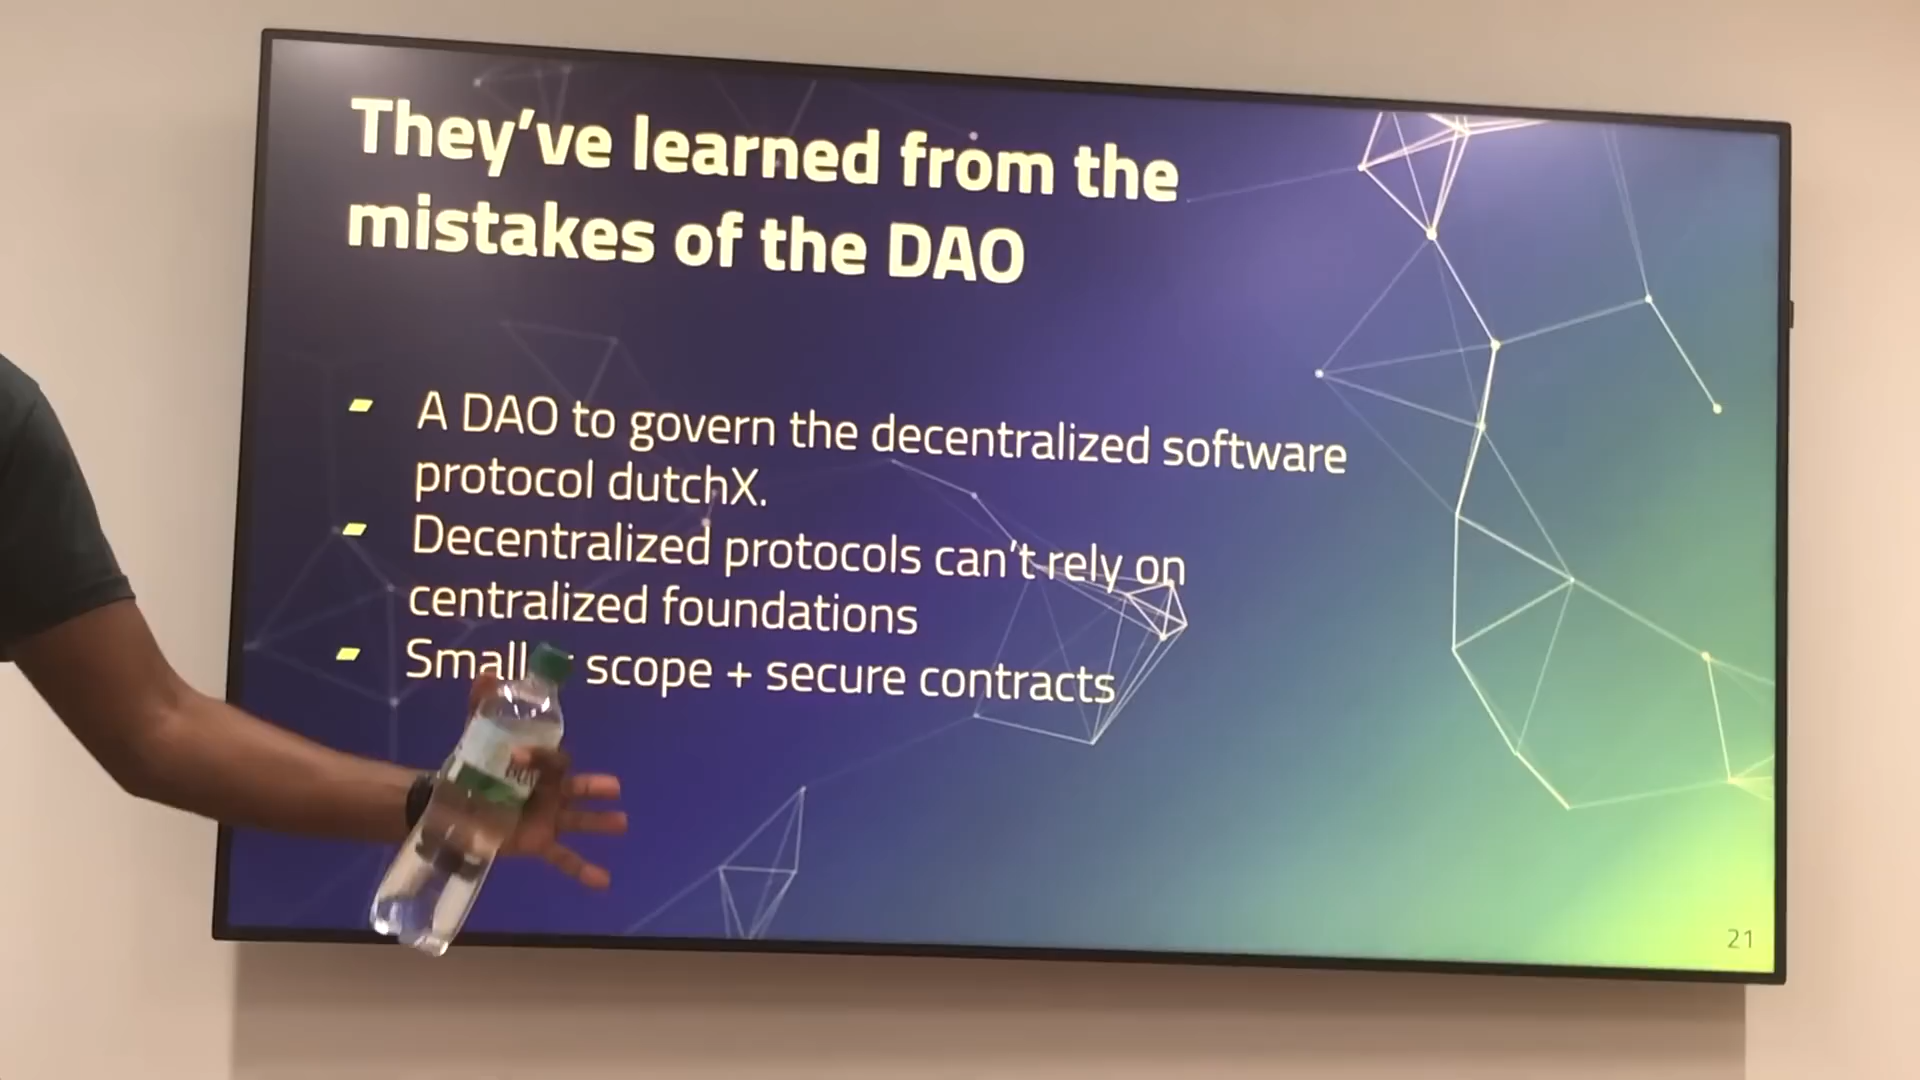 They've learned from the
mistakes of the DAO
A DAO to govern the decentralized software
protocol dutchX.
Decentralized protocols can't rely on
centralized foundations
scope + secure contracts
21